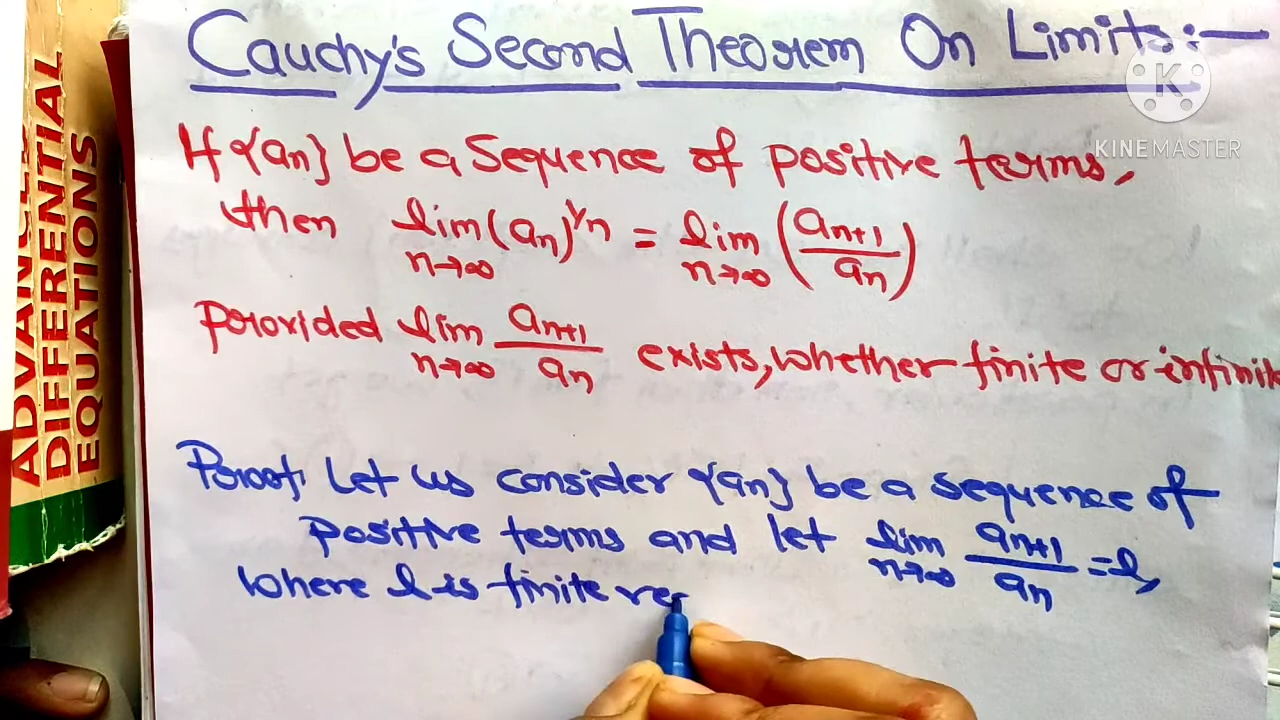 ADVANCED
DIFFERENTIAL
EQUATIONS
Cauchy's Second Theorem On Limits:—
K
KINEMASTER
If {an} be a sequence of positive terms,
then lim n→∞ (an)^1/n = lim n→∞ (an+1/an)
Provided lim n→∞ an+1/an exists, whether finite or infinite
Proof: Let us consider {an} be a sequence of
positive terms and let lim n→∞ an+1/an = l,
where l is finite re